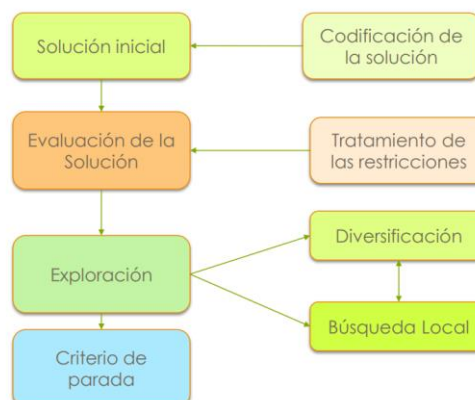 Solución inicial
Codificación de
la solución
Evaluación de la
Solución
Tratamiento de
las restricciones
Exploración
Diversificación
Búsqueda Local
Criterio de
parada